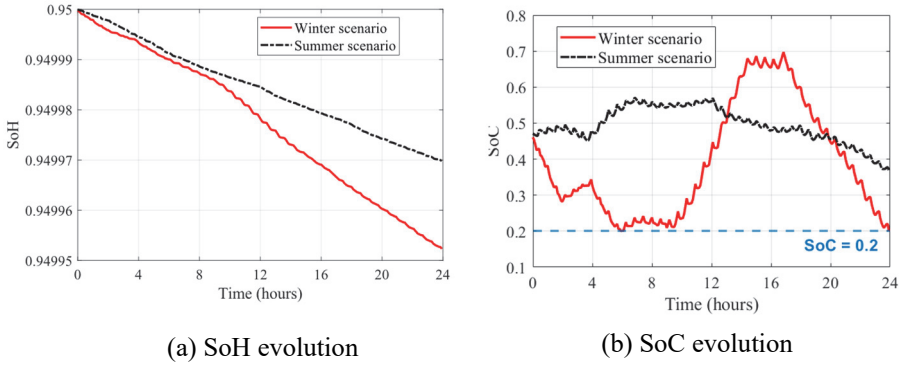 0.95
0.94999
0.94998
0.94997
0.94996
0.94995
SoH
0 4 8 12 16 20 24
Time (hours)
Winter scenario
Summer scenario
(a) SoH evolution
0.8
0.7
0.6
0.5
0.4
0.3
0.2
0.1
SoC
0 4 8 12 16 20 24
Time (hours)
Winter scenario
Summer scenario
SoC = 0.2
(b) SoC evolution